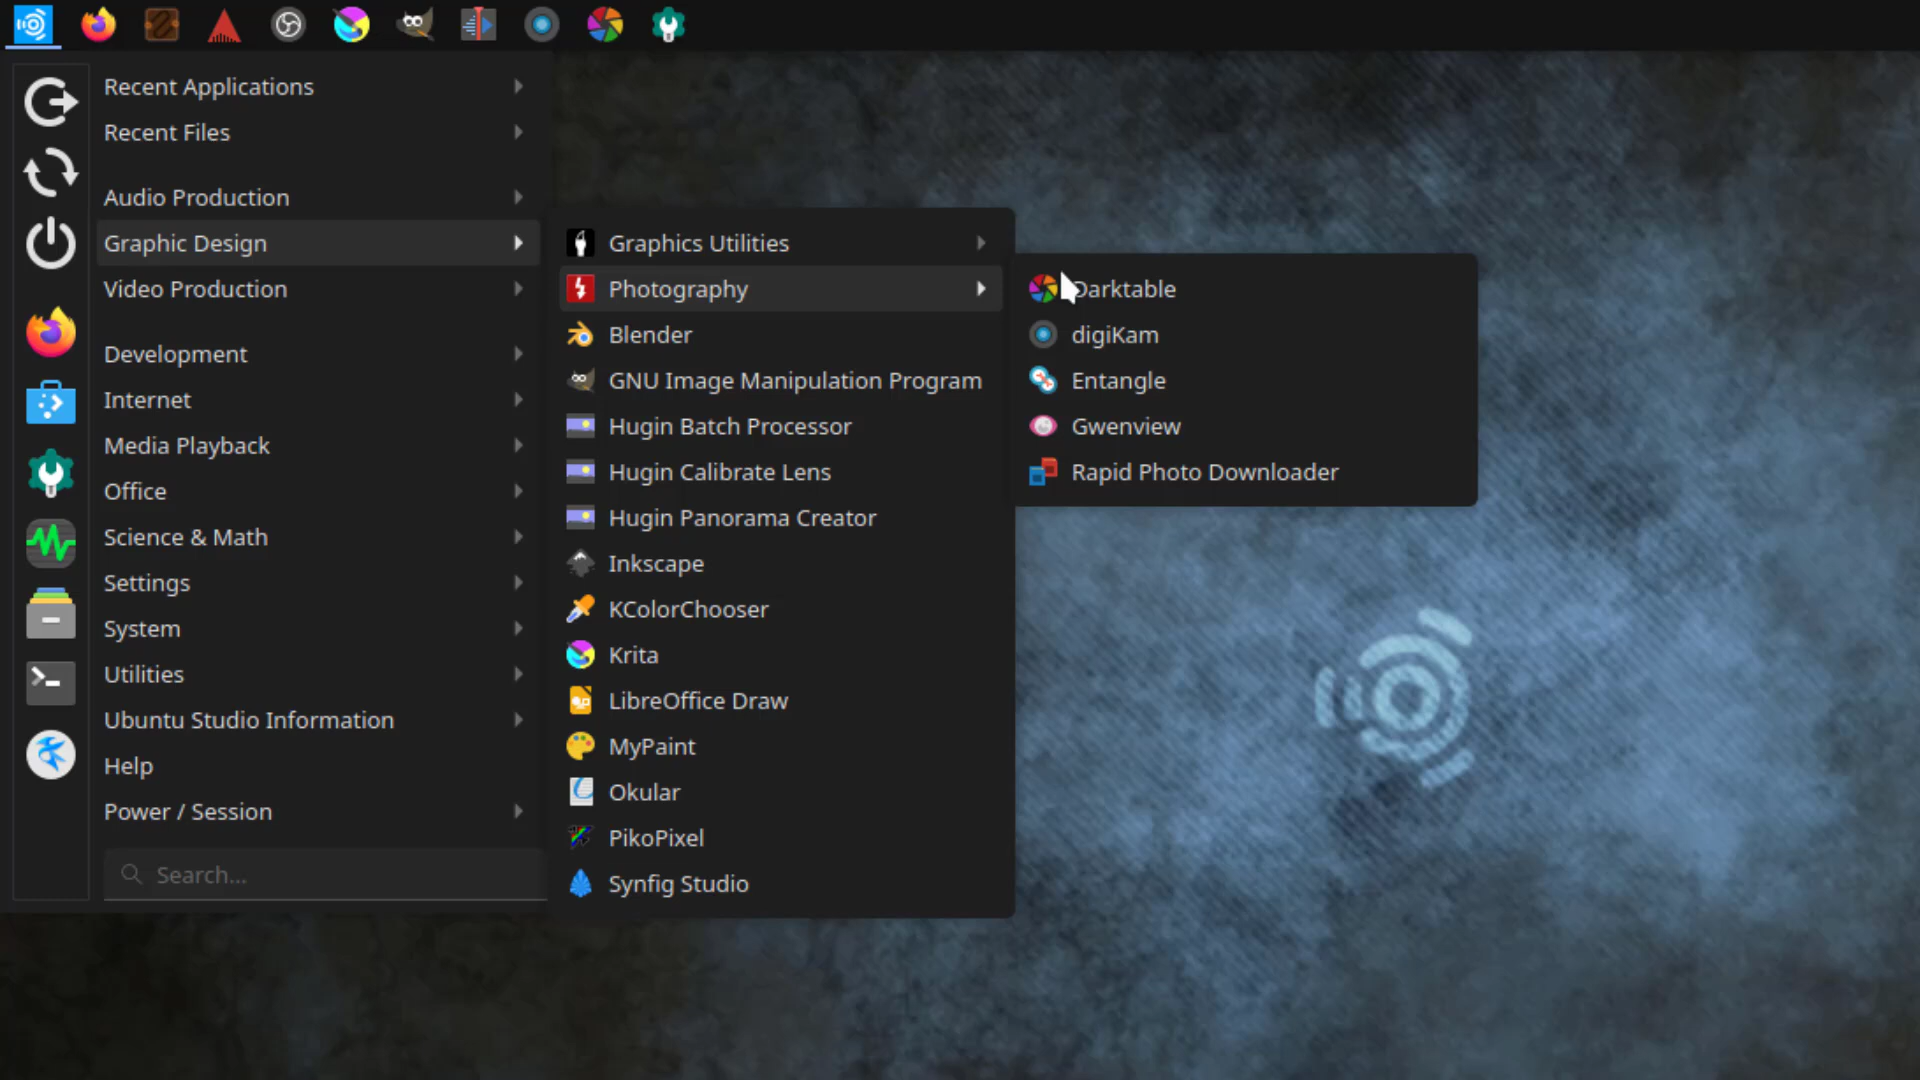 Recent Applications
Recent Files
Audio Production
Graphic Design
Video Production
Development
Internet
Media Playback
Office
Science & Math
Settings
System
Utilities
Ubuntu Studio Information
Help
Power / Session
Search...
Graphics Utilities
Photography
Blender
GNU Image Manipulation Program
Hugin Batch Processor
Hugin Calibrate Lens
Hugin Panorama Creator
Inkscape
KColorChooser
Krita
LibreOffice Draw
MyPaint
Okular
PikoPixel
Synfig Studio
Darktable
digiKam
Entangle
Gwenview
Rapid Photo Downloader